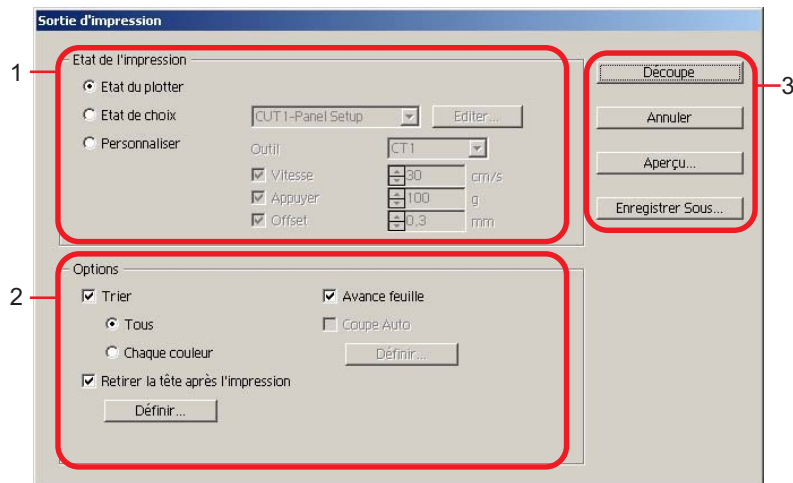 Sortie d'impression
1
Etat de l'impression
Etat du plotter
Etat de choix
CUT1-Panel Setup
Editer...
Personnaliser
Outil
CT1
Vitesse
30
cm/s
Appuyer
100
g
Offset
0,3
mm
3
Découpe
Annuler
Aperçu...
Enregistrer Sous...
2
Options
Trier
Avance feuille
Tous
Coupe Auto
Chaque couleur
Définir...
Retirer la tête après l'impression
Définir...